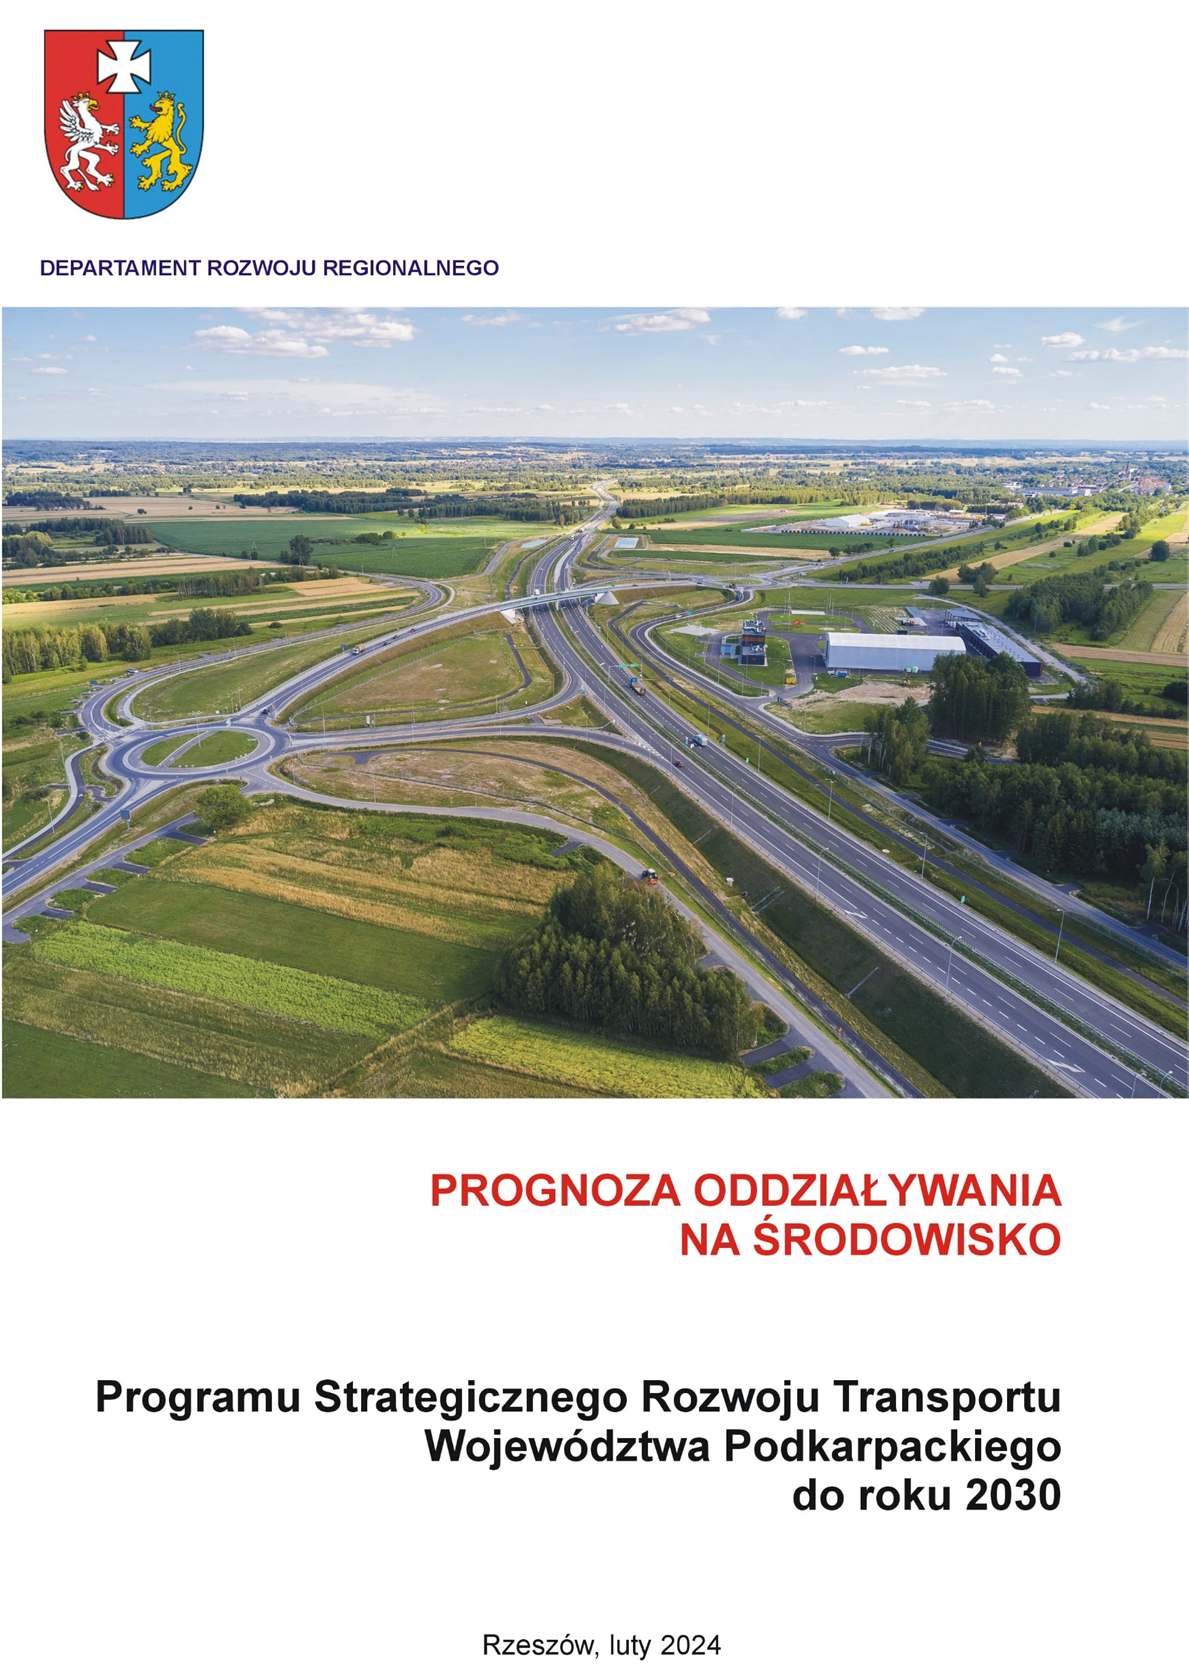 DEPARTAMENT ROZWOJU REGIONALNEGO
PROGNOZA ODDZIAŁYWANIA
NA ŚRODOWISKO
Programu Strategicznego Rozwoju Transportu
Województwa Podkarpackiego
do roku 2030
Rzeszów, luty 2024